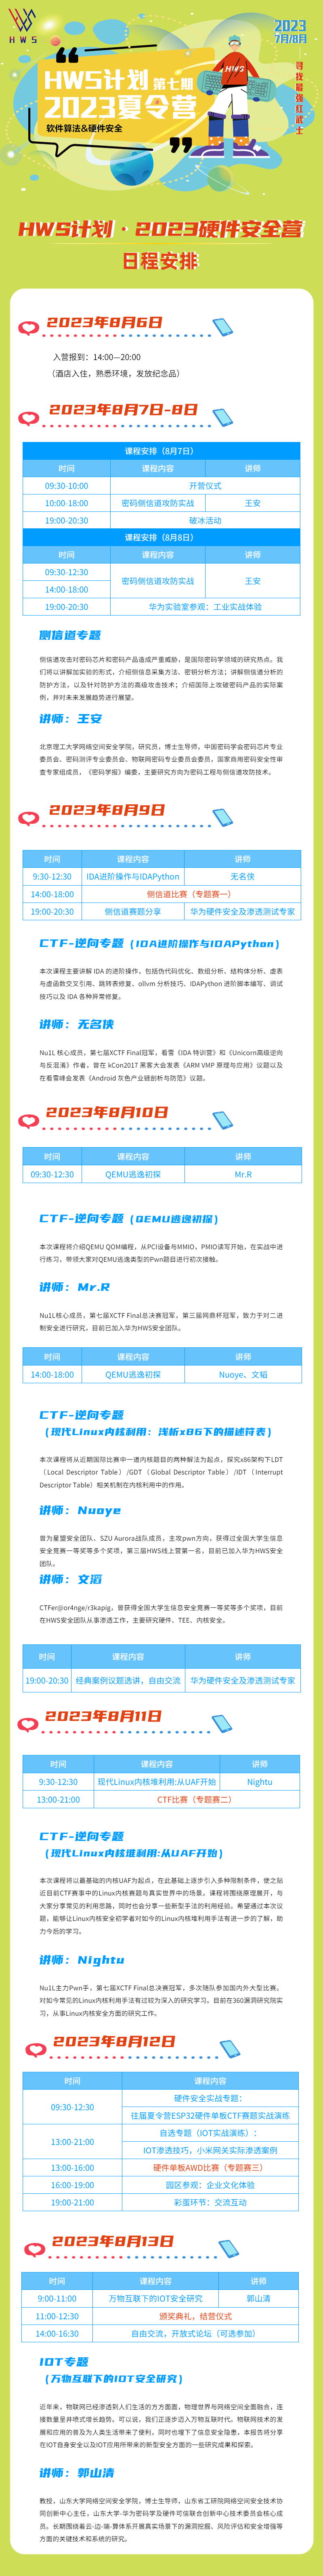 HWS
2023
7月/8月
HWS计划 第七期
2023夏令营
软件算法&硬件安全
寻找最强红武士
HWS
HWS计划·2023硬件安全营
日程安排
2023年8月6日
入营报到：14:00—20:00
（酒店入住，熟悉环境，发放纪念品）
2023年8月7日-8日
课程安排（8月7日）
时间 课程内容 讲师
09:30-10:00 开营仪式
10:00-18:00 密码侧信道攻防实战 王安
19:00-20:30 破冰活动
课程安排（8月8日）
时间 课程内容 讲师
09:30-12:30
14:00-18:00
密码侧信道攻防实战 王安
19:00-20:30 华为实验室参观：工业实战体验
侧信道专题
侧信道攻击对密码芯片和密码产品造成严重威胁，是国际密码学领域的研究热点。我
们将以讲解加实验的形式，介绍侧信息采集方法、密钥分析方法；讲解侧信道分析的
防护方法，以及针对防护方法的高级攻击技术；介绍国际上攻破密码产品的实际案
例，并对未来发展趋势进行展望。
讲师：王安
北京理工大学网络空间安全学院，研究员，博士生导师，中国密码学会密码芯片专业
委员会、密码测评专业委员会、物联网密码专业委员会委员，国家商用密码安全性审
查专家组成员，《密码学报》编委，主要研究方向为密码工程与侧信道攻防技术。
2023年8月9日
时间 课程内容 讲师
9:30-12:30 IDA进阶操作与IDAPython 无名侠
14:00-18:00 侧信道比赛（专题赛一）
19:00-20:30 侧信道赛题分享 华为硬件安全及渗透测试专家
CTF-逆向专题（IDA进阶操作与IDAPython）
本次课程主要讲解 IDA 的进阶操作，包括伪代码优化、数组分析、结构体分析、虚表
与虚函数交叉引用、跳转表修复、ollvm 分析技巧、IDAPython 进阶脚本编写、调试
技巧以及 IDA 各种异常修复。
讲师：无名侠
Nu1L 核心成员，第七届XCTF Final冠军，看雪《IDA 特训营》和《Unicorn高级逆向
与反混淆》作者，曾在 kCon2017 黑客大会发表《ARM VMP 原理与应用》议题以及
在看雪峰会发表《Android 灰色产业链剖析与防范》议题。
2023年8月10日
时间 课程内容 讲师
09:30-12:30 QEMU逃逸初探 Mr.R
CTF-逆向专题（QEMU逃逸初探）
本次课程将介绍QEMU QOM编程，从PCI设备与MMIO，PMIO读写开始，在实战中进
行练习，带领大家对QEMU逃逸类型的Pwn题目进行初次接触。
讲师：Mr.R
Nu1L核心成员，第七届XCTF Final总决赛冠军，第三届网鼎杯冠军，致力于对二进
制安全进行研究，目前已加入华为HWS安全团队。
时间 课程内容 讲师
14:00-18:00 QEMU逃逸初探 Nuoye、文韬
CTF-逆向专题
（现代Linux内核利用：浅析x86下的描述符表）
本次课程将从近期国际比赛中一道内核题目的两种解法为起点，探究x86架构下LDT
（Local Descriptor Table）/GDT（Global Descriptor Table）/IDT（Interrupt
Descriptor Table）相关机制在内核利用中的作用。
讲师：Nuoye
曾为星盟安全团队、SZU Aurora战队成员，主攻pwn方向，获得过全国大学生信息
安全竞赛一等奖等多个奖项，第三届HWS线上营第一名，目前已加入华为HWS安全
团队。
讲师：文滔
CTFer@or4nge/r3kapig，曾获得全国大学生信息安全竞赛一等奖等多个奖项，目前
在HWS安全团队从事渗透工作，主要研究硬件、TEE、内核安全。
时间 课程内容 讲师
19:00-20:30 经典案例议题选讲，自由交流 华为硬件安全及渗透测试专家
2023年8月11日
时间 课程内容 讲师
9:30-12:30 现代Linux内核堆利用:从UAF开始 Nightu
13:00-21:00 CTF比赛（专题赛二）
CTF-逆向专题
（现代Linux内核堆利用:从UAF开始）
本次课程将以最基础的内核UAF为起点，在此基础上逐步引入多种限制条件，使之贴
近目前CTF赛事中的Linux内核赛题与真实世界中的场景。课程将围绕原理展开，与
大家分享常见的利用思路，同时也会分享一些新型手法的利用经验。希望通过本次议
题，能够让Linux内核安全初学者对如今的Linux内核堆利用手法有进一步的了解，助
力今后的学习。
讲师：Nightu
Nu1L主力Pwn手，第七届XCTF Final总决赛冠军，多次随队参加国内外大型比赛。
对如今常见的Linux内核利用手法有过较为深入的研究学习。目前在360漏洞研究院实
习，从事Linux内核安全方面的研究工作。
2023年8月12日
时间 课程内容
09:30-12:30 硬件安全实战专题：
往届夏令营ESP32硬件单板CTF赛题实战演练
13:00-21:00 自选专题（IOT实战演练）：
IOT渗透技巧，小米网关实际渗透案例
13:00-16:00 硬件单板AWD比赛（专题赛三）
16:00-19:00 园区参观：企业文化体验
19:00-21:00 彩蛋环节：交流互动
2023年8月13日
时间 课程内容 讲师
9:00-11:00 万物互联下的IOT安全研究 郭山清
11:00-12:30 颁奖典礼，结营仪式
14:00-16:30 自由交流，开放式论坛（可选参加）
IOT专题
（万物互联下的IOT安全研究）
近年来，物联网已经渗透到人们生活的方方面面，物理世界与网络空间全面融合，连
接数量呈井喷式增长趋势。可以说，我们正逐步迈入万物互联时代。物联网技术的发
展和应用的普及为人类生活带来了便利，同时也埋下了信息安全隐患，本报告将分享
在IOT自身安全以及IOT应用所带来的新型安全方面的一些研究成果和探索。
讲师：郭山清
教授，山东大学网络空间安全学院，博士生导师，山东省工研院网络空间安全技术协
同创新中心主任，山东大学-华为密码学及硬件可信联合创新中心技术委员会核心成
员。长期围绕着云-边-端-算体系开展真实场景下的漏洞挖掘、风险评估和安全增强等
方面的关键技术和系统的研究。